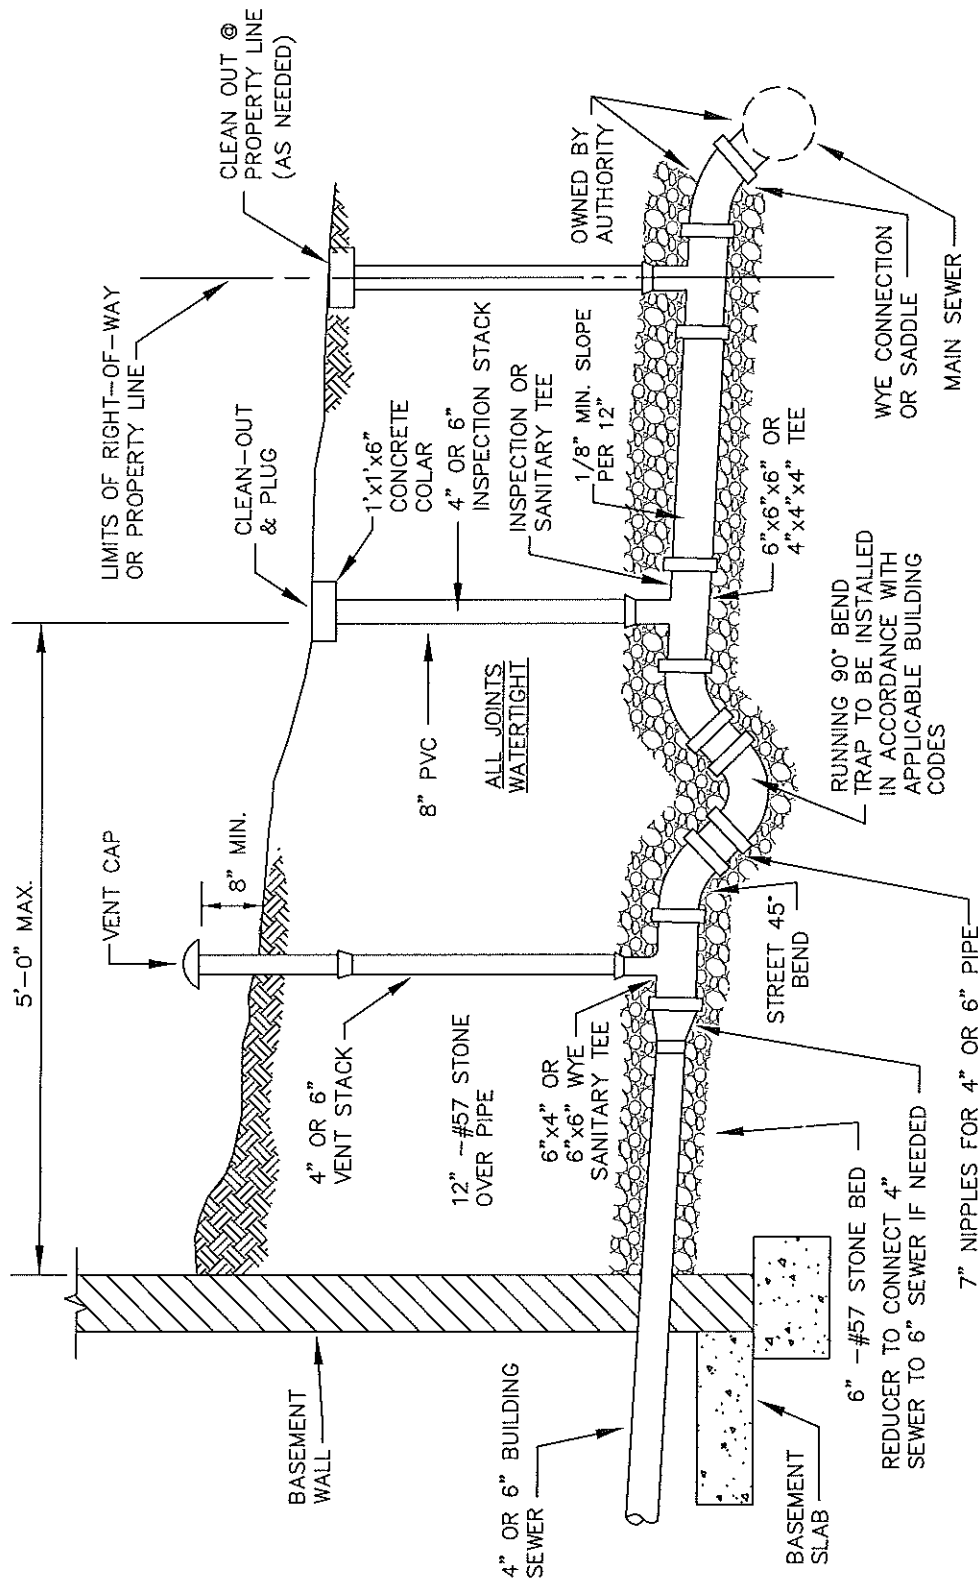 CLEAN OUT @
PROPERTY LINE
(AS NEEDED)
LIMITS OF RIGHT-OF-WAY
OR PROPERTY LINE
CLEAN-OUT
& PLUG
5'-0" MAX.
VENT CAP
8" MIN.
1'x1'x6"
CONCRETE
COLAR
4" OR 6"
INSPECTION STACK
8" PVC
ALL JOINTS
WATERTIGHT
INSPECTION OR
SANITARY TEE
OWNED BY
AUTHORITY
1/8" MIN. SLOPE
PER 12"
BASEMENT
WALL
4" OR 6"
VENT STACK
12" -#57 STONE
OVER PIPE
6"x4" OR
6"x6" WYE
SANITARY TEE
4" OR 6" BUILDING
SEWER
STREET 45°
BEND
RUNNING 90° BEND
TRAP TO BE INSTALLED
IN ACCORDANCE WITH
APPLICABLE BUILDING
CODES
6"x6"x6" OR
4"x4"x4" TEE
WYE CONNECTION
OR SADDLE
MAIN SEWER
BASEMENT
SLAB
6" -#57 STONE BED
REDUCER TO CONNECT 4"
SEWER TO 6" SEWER IF NEEDED
7" NIPPLES FOR 4" OR 6" PIPE